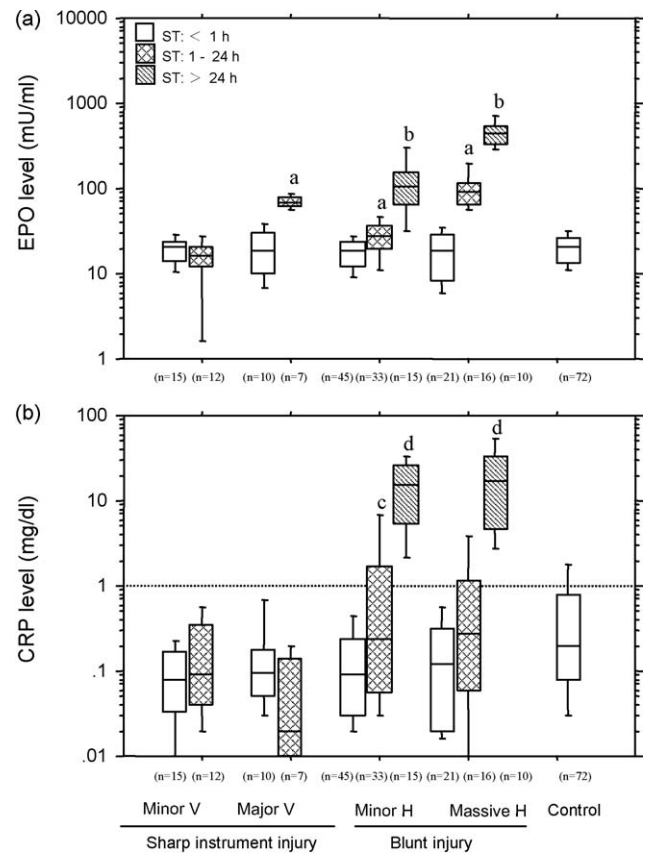 (a)
ST: < 1 h
ST: 1 - 24 h
ST: > 24 h
EPO level (mU/ml)
10000
1000
100
10
1
a
a
b
a
b
(n=15) (n=12) (n=10) (n=7) (n=45) (n=33) (n=15) (n=21) (n=16) (n=10) (n=72)
(b)
CRP level (mg/dl)
100
10
1
.1
.01
c
d
d
(n=15) (n=12) (n=10) (n=7) (n=45) (n=33) (n=15) (n=21) (n=16) (n=10) (n=72)
Minor V Major V Minor H Massive H Control
Sharp instrument injury Blunt injury